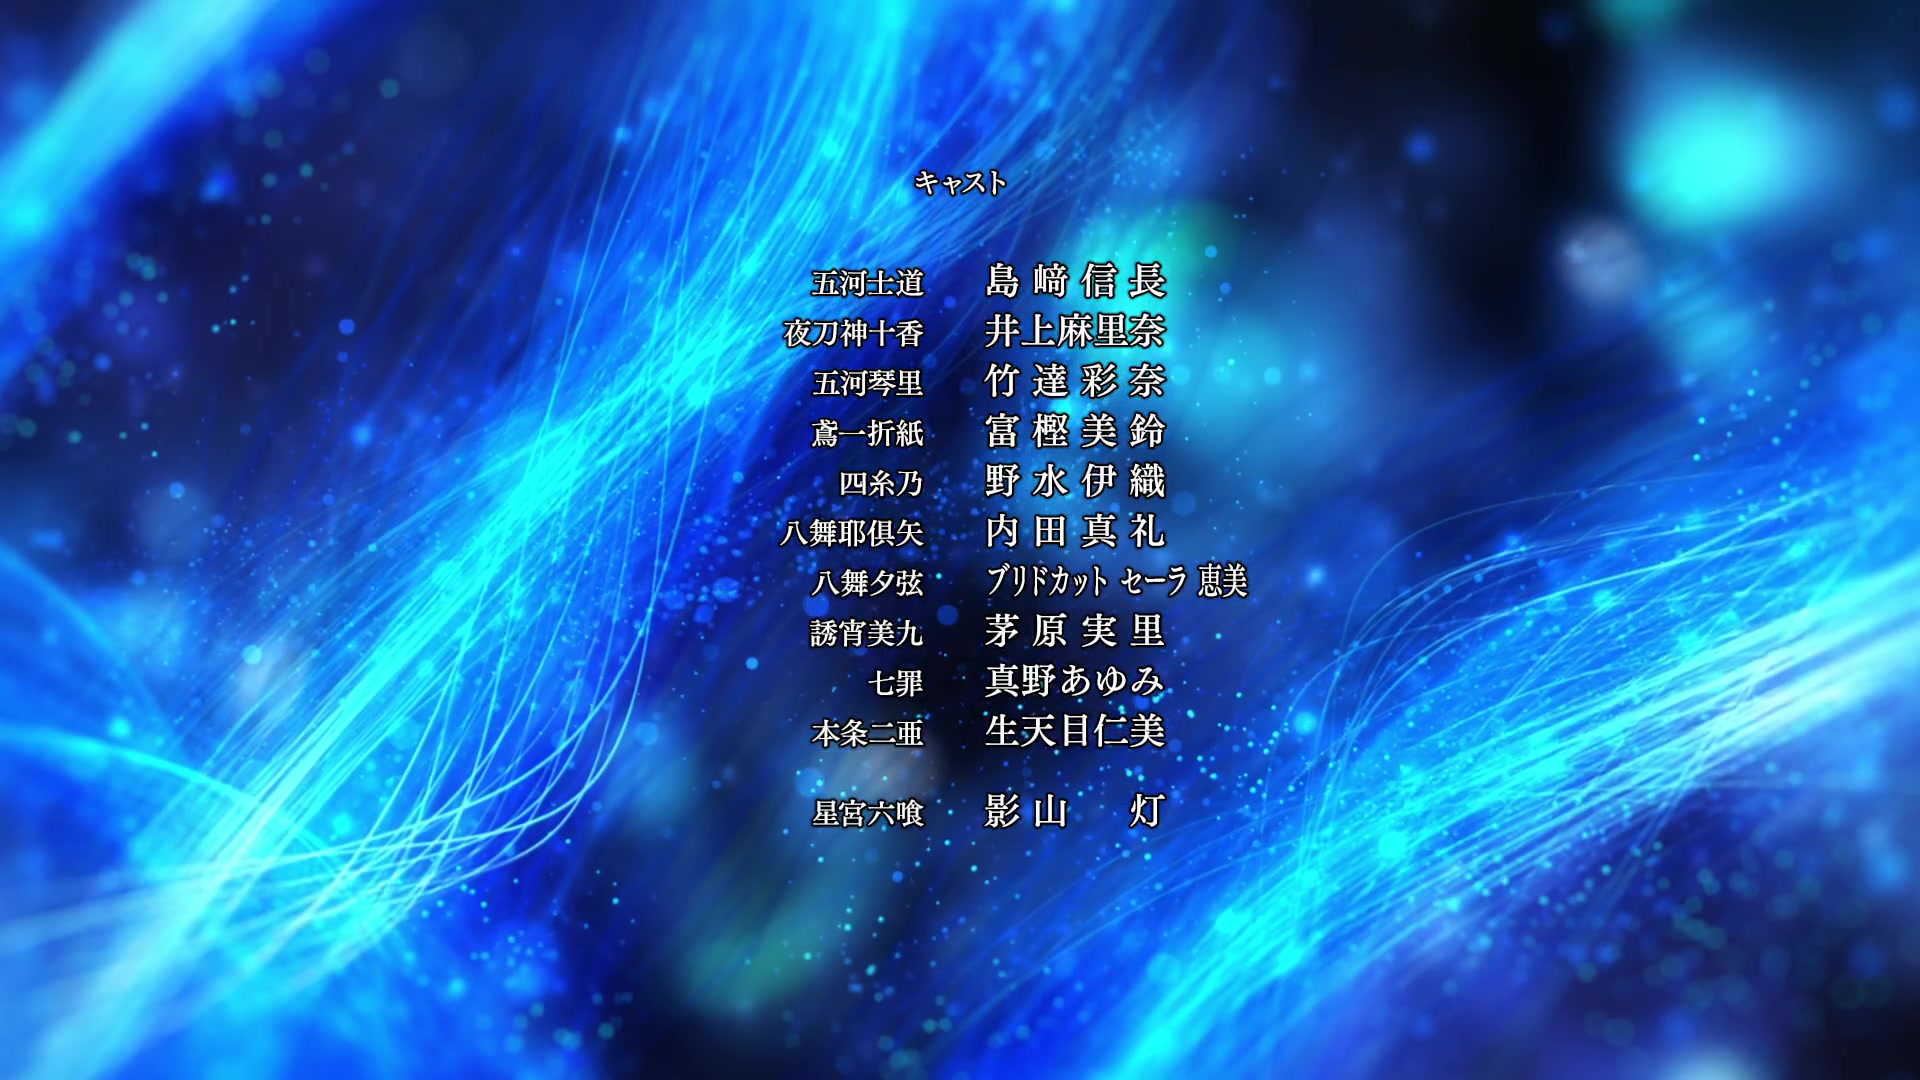 キャスト
五河士道 島﨑信長
夜刀神十香 井上麻里奈
五河琴里 竹達彩奈
鳶一折紙 富樫美鈴
四糸乃 野水伊織
八舞耶倶矢 内田真礼
八舞夕弦 ブリドカット セーラ 恵美
誘宵美九 茅原実里
七罪 真野あゆみ
本条二亜 生天目仁美
星宮六喰 影山 灯